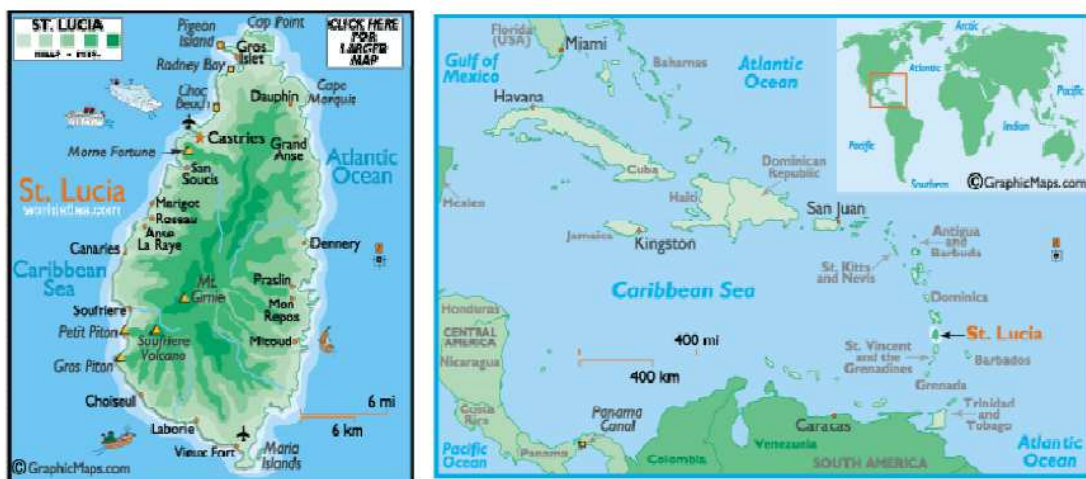 ST. LUCIA
CLICK HERE
FOR
LARGER
MAP
Cap Point
Pigeon
Island
Gros
Islet
Radney Bay
Choc
Beach
Dauphin
Cape
Marquis
Castries
Grand
Anse
Morne Fortune
San
Soucis
Atlantic
Ocean
St. Lucia
worldatlas.com
Marigot
Roseau
Anse
La Raye
Canaries
Dennery
Caribbean
Sea
Mt.
Gimie
Praslin
Mon
Repos
Soufriere
Petit Piton
Soufriere
Volcano
Micoud
Gros Piton
Choiseul
6 mi
6 km
Laborie
Vieux Fort
Maria
Islands
©GraphicMaps.com
Florida
(USA)
Miami
Gulf of
Mexico
Bahamas
Atlantic
Ocean
Havana
Cuba
Mexico
Dominican
Republic
Haiti
San Juan
Jamaica
Kingston
Antigua
and
Barbuda
St. Kitts
and Nevis
Caribbean Sea
Dominica
Honduras
CENTRAL
AMERICA
Nicaragua
St. Lucia
400 mi
400 km
St. Vincent
and the
Grenadines
Barbados
Grenada
Costa
Rica
Panama
Canal
Caracas
Trinidad
and
Tobago
Pacific
Ocean
Panama
Colombia
Venezuela
SOUTH AMERICA
Atlantic
Ocean
Arctic
Atlantic
Pacific
Indian
Pacific
Southern
©GraphicMaps.com